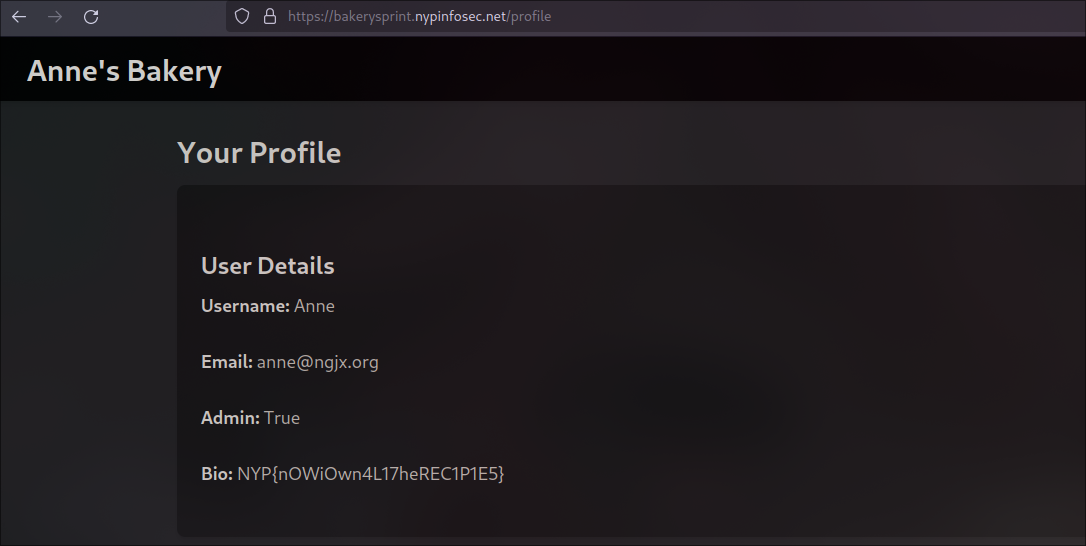 https://bakerysprint.nypinfosec.net/profile
Anne's Bakery
Your Profile
User Details
Username: Anne
Email: anne@ngjx.org
Admin: True
Bio: NYP{nOWiOwn4L17heREC1P1E5}